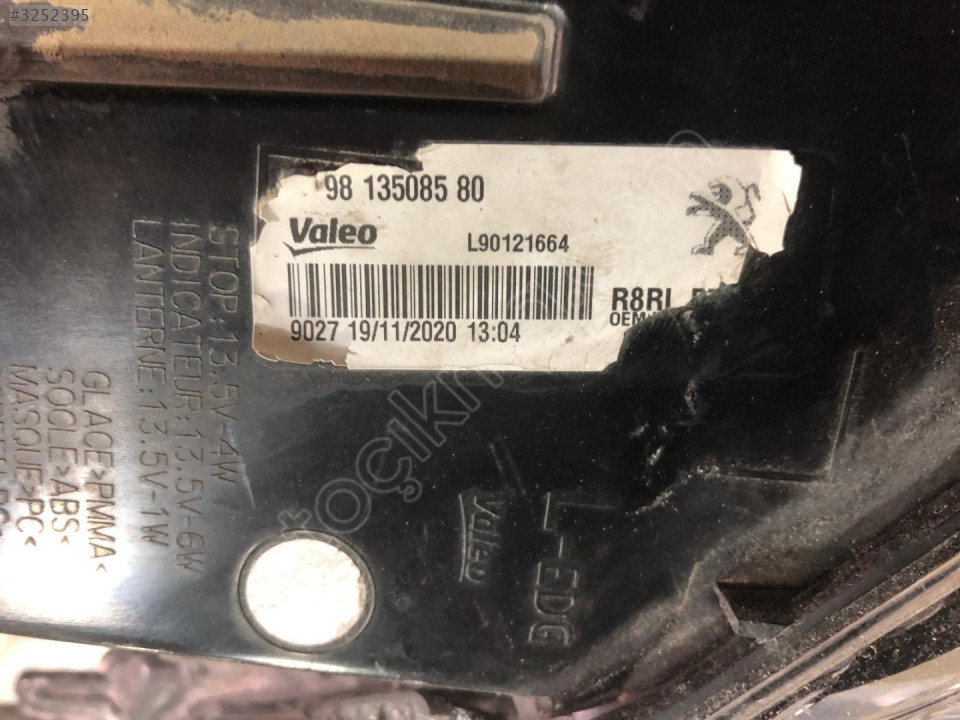 #3252395
98 135085 80
Valeo
L90121664
R8RL
9027 19/11/2020 13:04
OEM
STOP:13.5V-4W
INDICATEUR:13.5V-6W
LANTERNE:13.5V-1W
GLACE>PMMA<
SOCLE>ABS<
MASQUE>PC<
Valeo
L-EDG